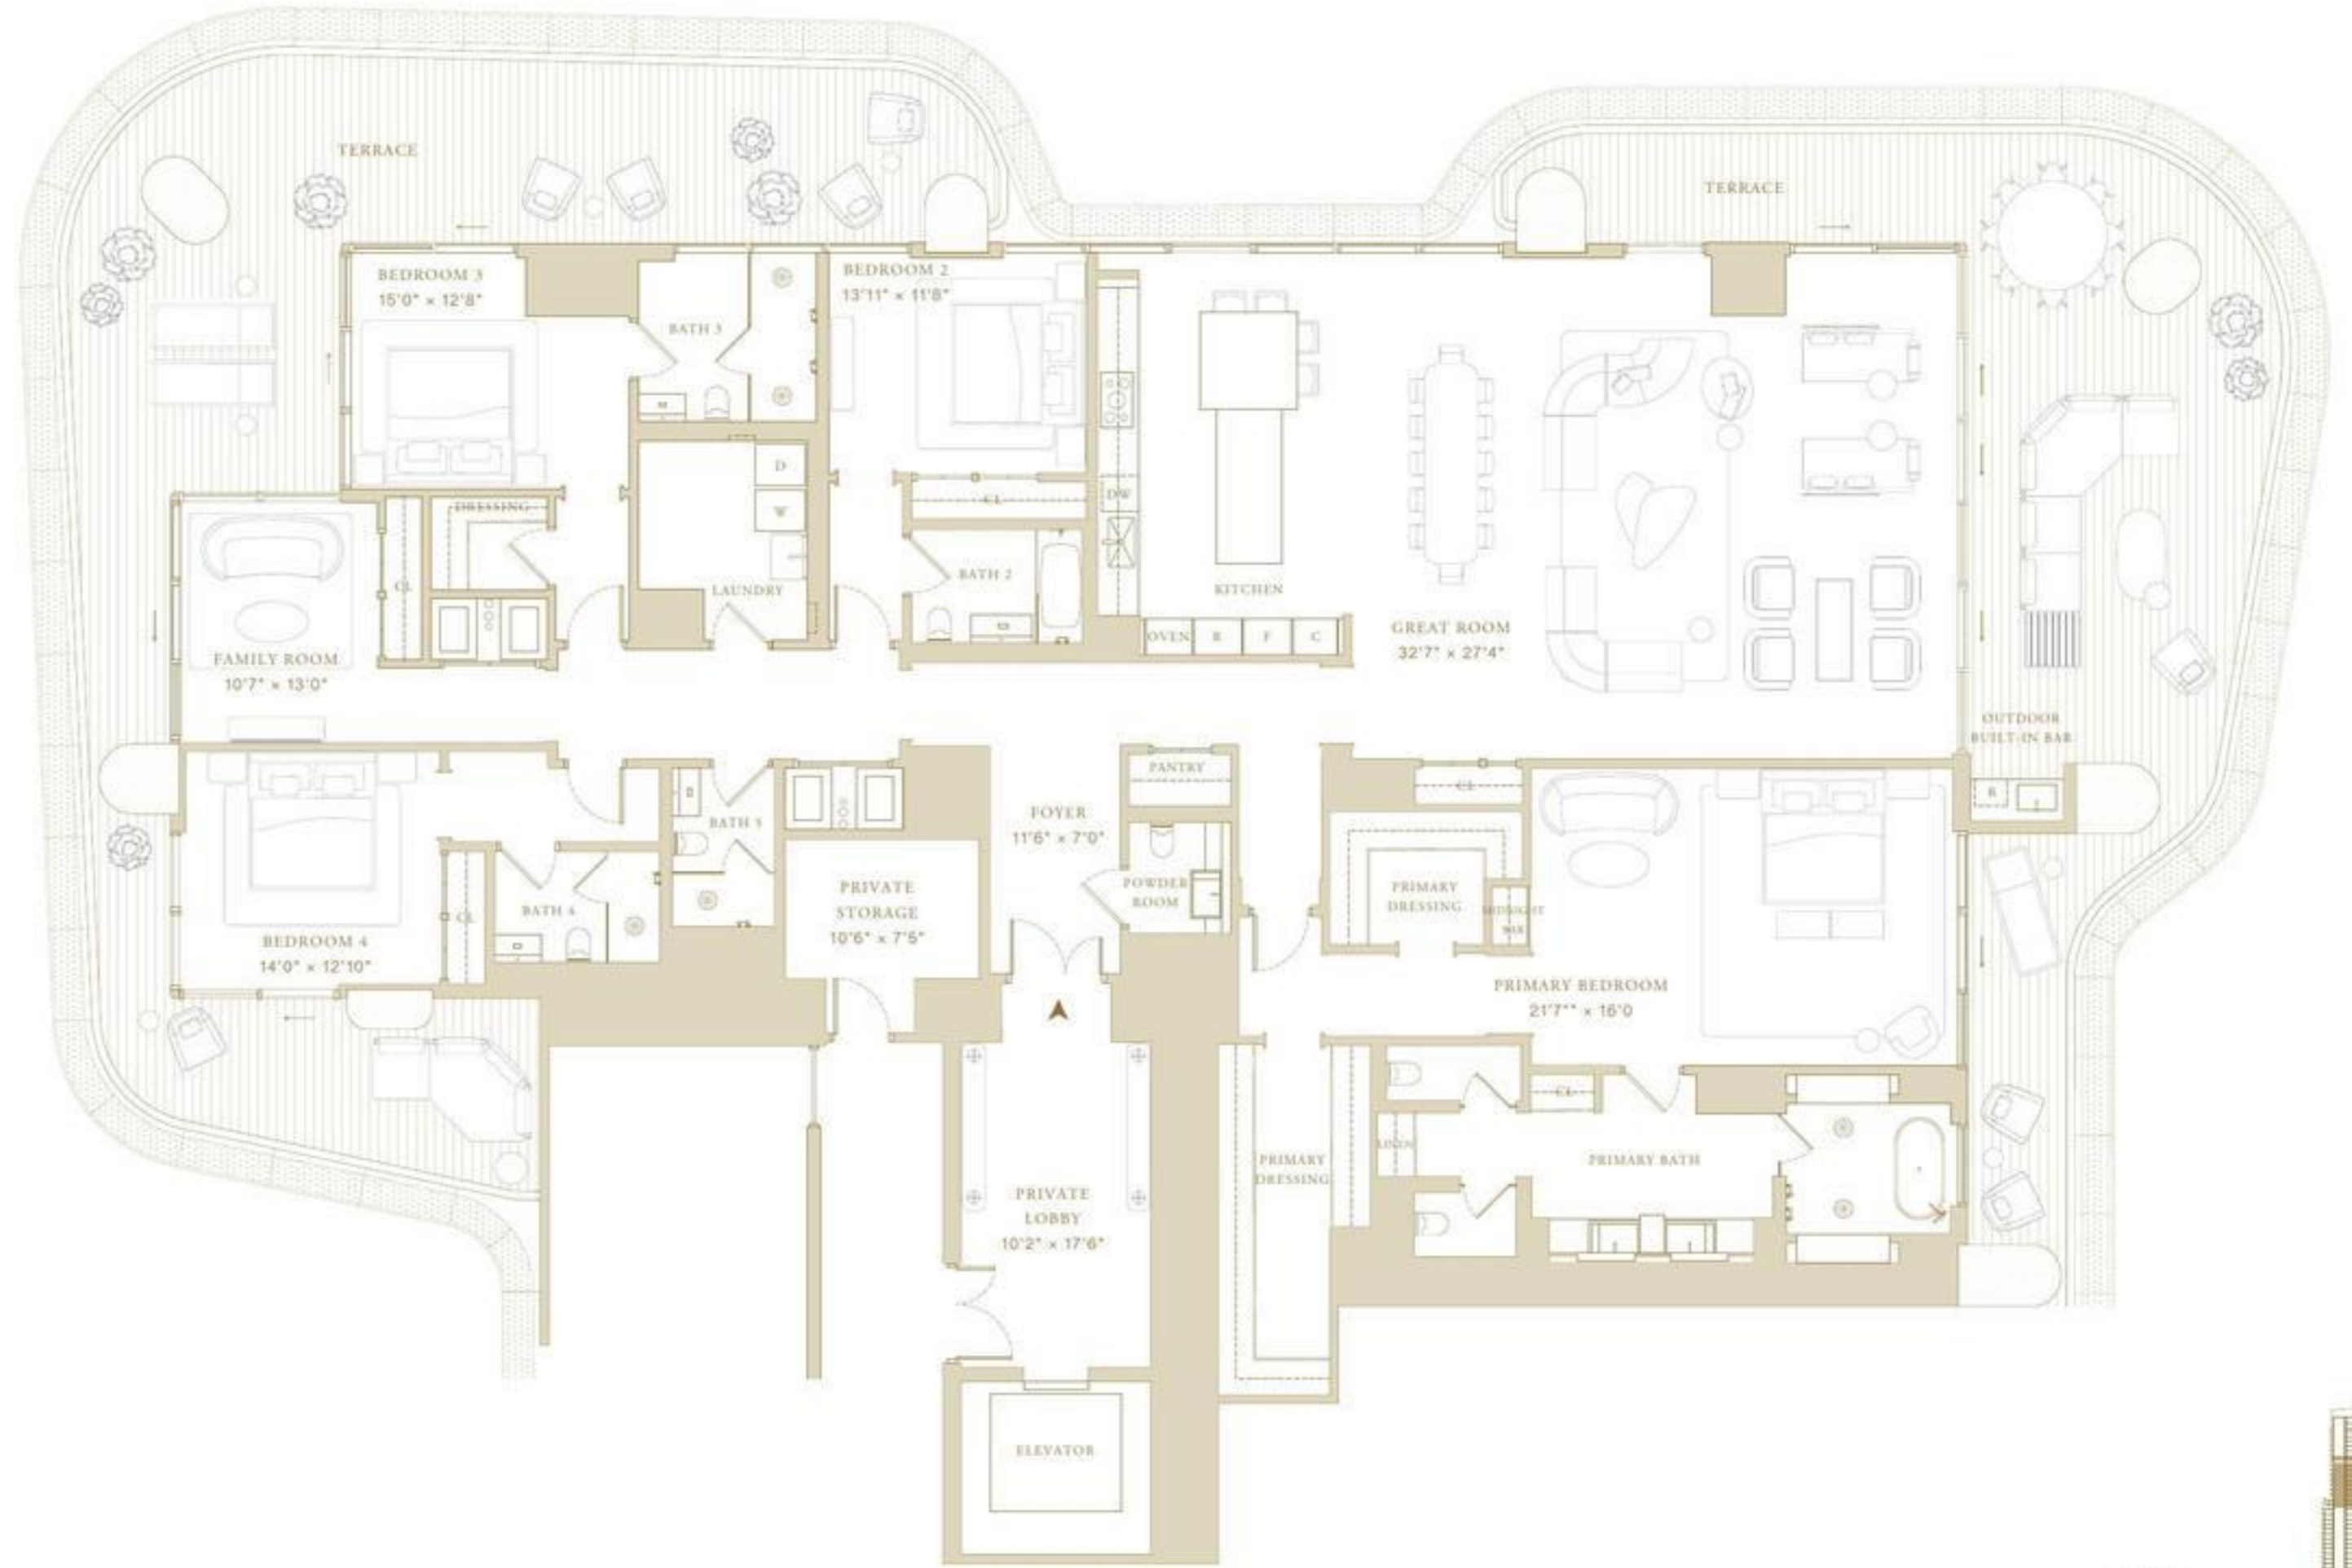 TERRACE
TERRACE
BEDROOM 3
15'0" × 12'8"
BEDROOM 2
13'11" × 11'8"
BATH 3
D
W
LAUNDRY
DRESSING
CL
CL
BATH 2
DW
KITCHEN
OVEN
R
F
C
GREAT ROOM
32'7" × 27'4"
FAMILY ROOM
10'7" × 13'0"
OUTDOOR
BUILT-IN BAR
R
PANTRY
CL
FOYER
11'6" × 7'0"
BATH 5
POWDER
ROOM
PRIVATE
STORAGE
10'6" × 7'5"
PRIMARY
DRESSING
MIDNIGHT
BAR
BATH 4
CL
BEDROOM 4
14'0" × 12'10"
PRIMARY BEDROOM
21'7"" × 16'0
CL
LINEN
PRIMARY BATH
PRIMARY
DRESSING
PRIVATE
LOBBY
10'2" × 17'6"
ELEVATOR